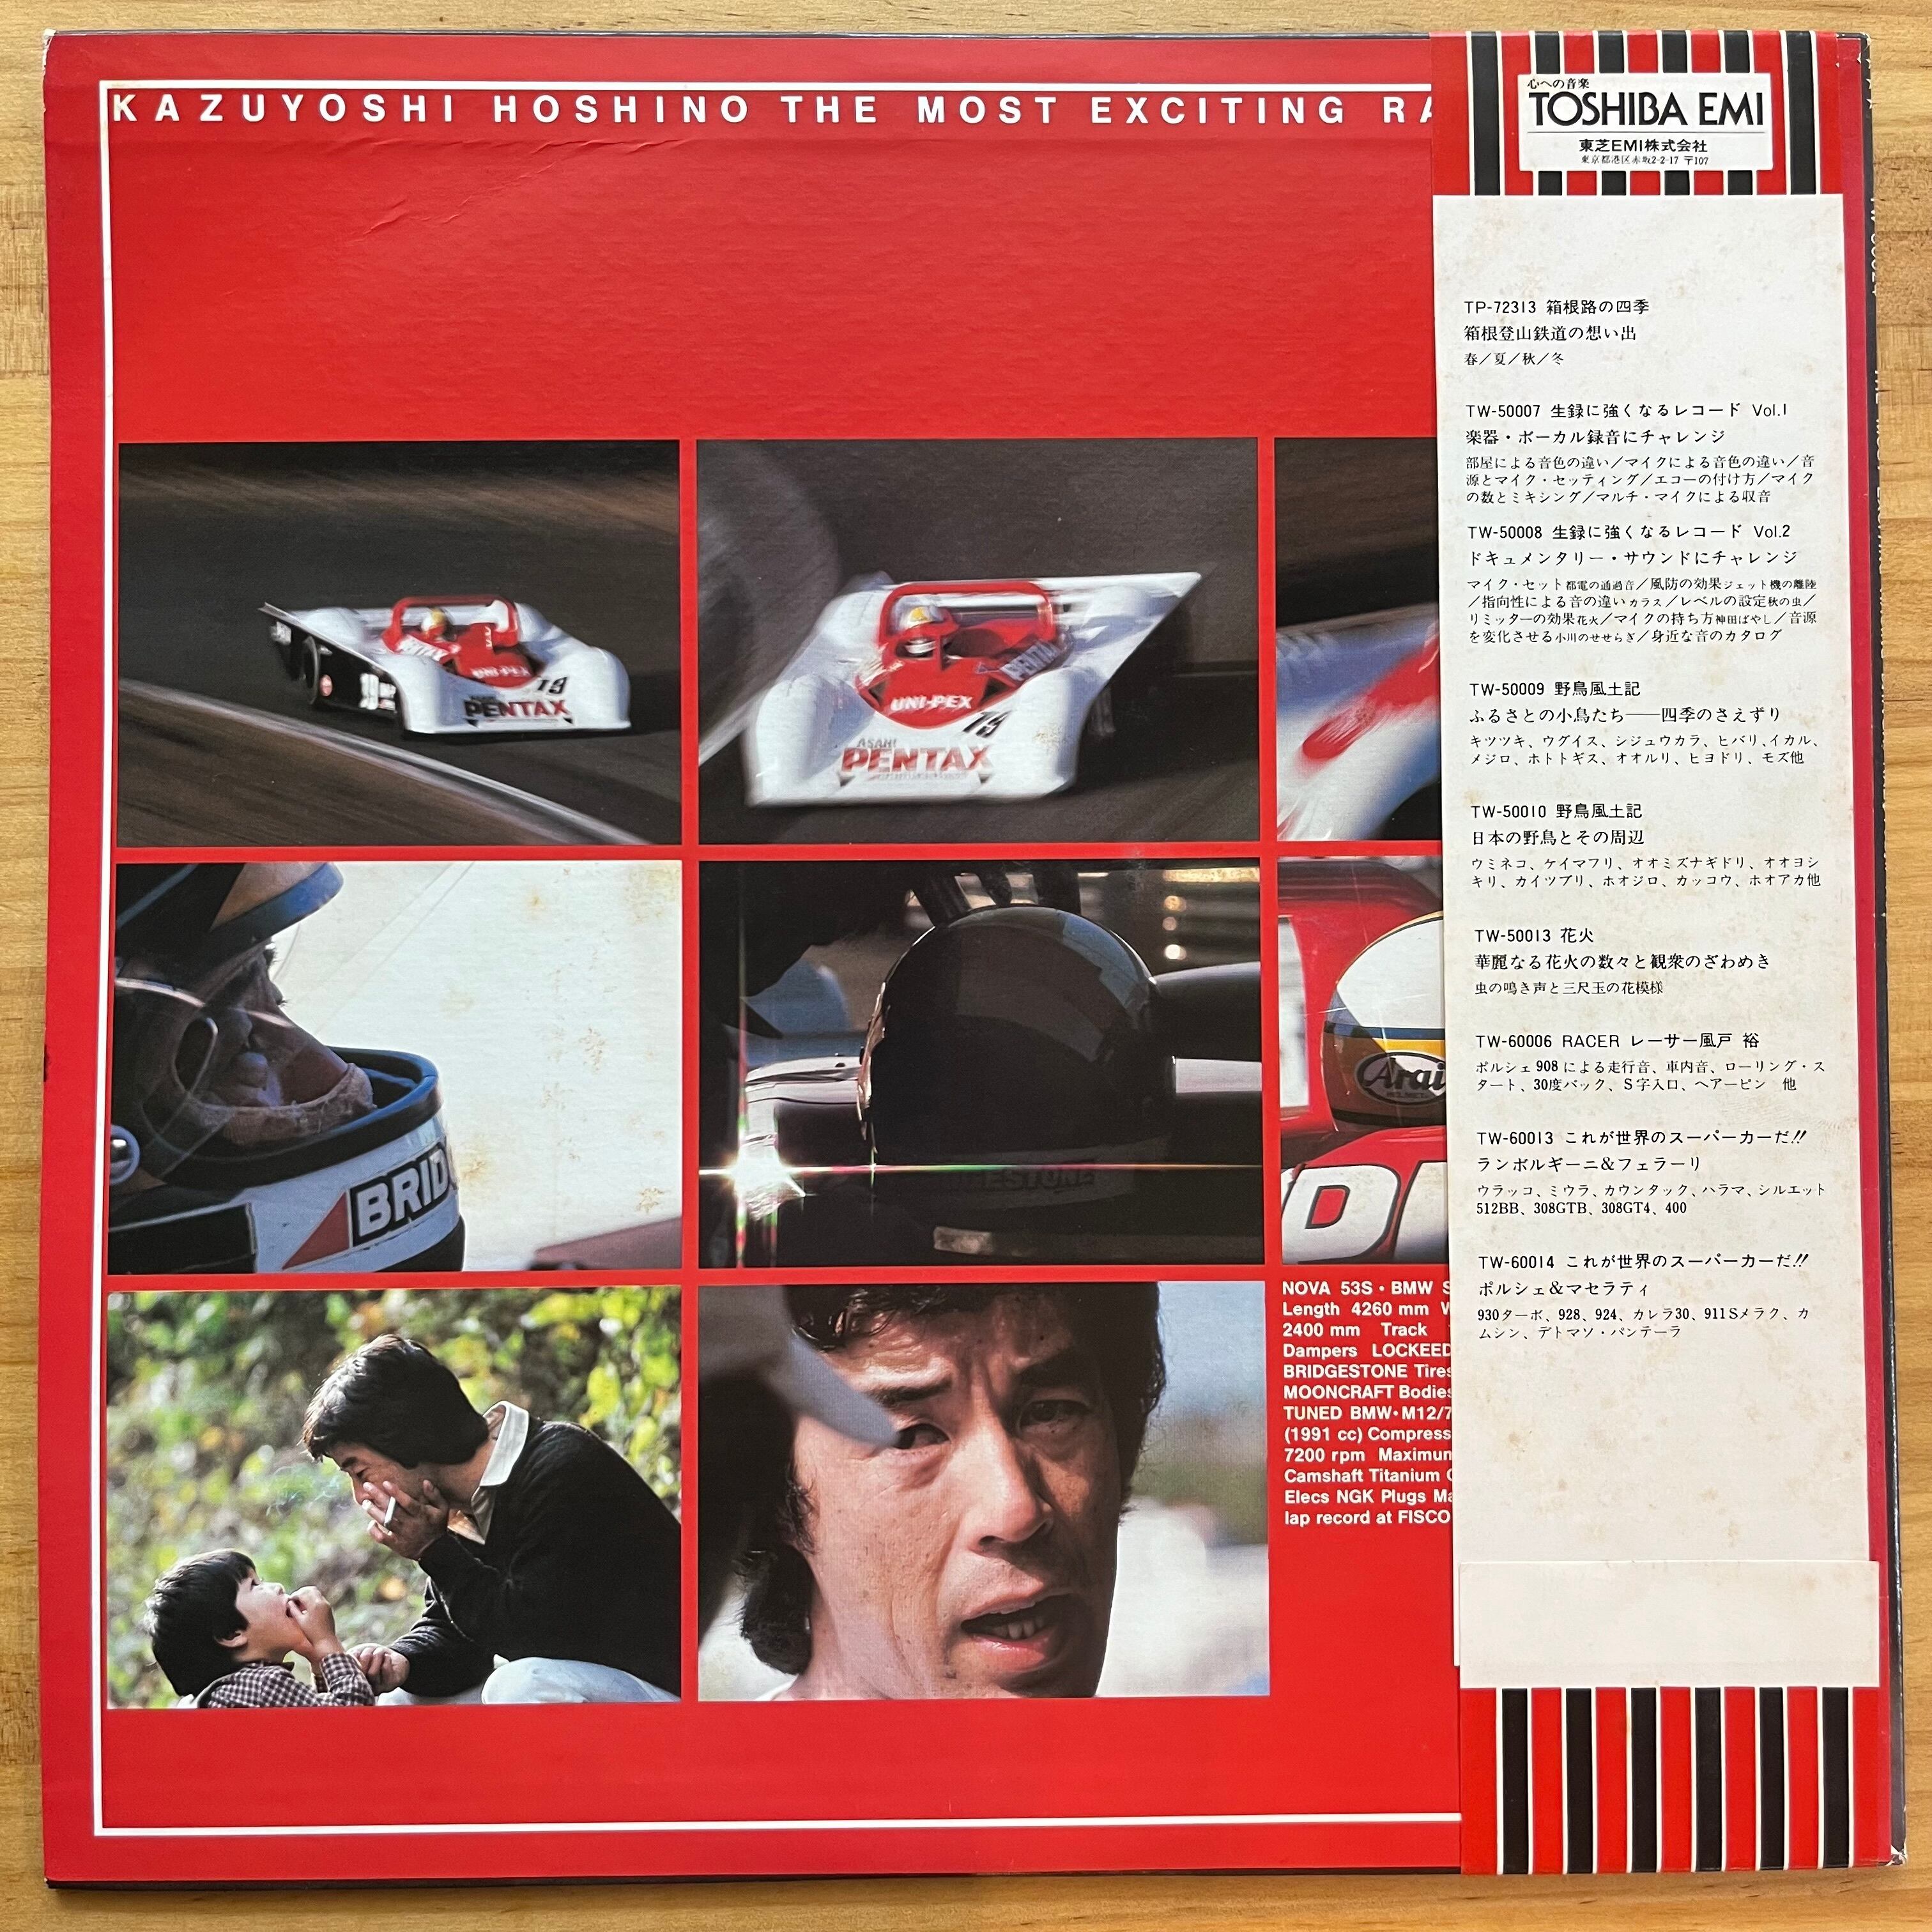 KAZUYOSHI HOSHINO THE MOST EXCITING RA
心への音楽
TOSHIBA EMI
東芝EMI株式会社
東京都港区赤坂2-2-17 〒107
TP-72313 箱根路の四季
箱根登山鉄道の想い出
春／夏／秋／冬
TW-50007 生録に強くなるレコード Vol.1
楽器・ボーカル録音にチャレンジ
部屋による音色の違い／マイクによる音色の違い／音
源とマイク・セッティング／エコーの付け方／マイク
の数とミキシング／マルチ・マイクによる収音
TW-50008 生録に強くなるレコード Vol.2
ドキュメンタリー・サウンドにチャレンジ
マイク・セット都電の通過音／風防の効果ジェット機の離陸
／指向性による音の違いカラス／レベルの設定秋の虫／
リミッターの効果花火／マイクの持ち方神田ばやし／音源
を変化させる小川のせせらぎ／身近な音のカタログ
TW-50009 野鳥風土記
ふるさとの小鳥たち——四季のさえずり
キツツキ、ウグイス、シジュウカラ、ヒバリ、イカル、
メジロ、ホトトギス、オオルリ、ヒヨドリ、モズ他
TW-50010 野鳥風土記
日本の野鳥とその周辺
ウミネコ、ケイマフリ、オオミズナギドリ、オオヨシ
キリ、カイツブリ、ホオジロ、カッコウ、ホオアカ他
TW-50013 花火
華麗なる花火の数々と観衆のざわめき
虫の鳴き声と三尺玉の花模様
TW-60006 RACER レーサー風戸 裕
ポルシェ908による走行音、車内音、ローリング・ス
タート、30度バック、S字入口、ヘアーピン 他
TW-60013 これが世界のスーパーカーだ!!
ランボルギーニ&フェラーリ
ウラッコ、ミウラ、カウンタック、ハラマ、シルエット
512BB、308GTB、308GT4、400
TW-60014 これが世界のスーパーカーだ!!
ポルシェ&マセラティ
930ターボ、928、924、カレラ30、911Sメラク、カ
ムシン、デトマソ・パンテーラ
UNI-PEX
19
PENTAX
PENTAX
UNI-PEX
19
ASAHI
PENTAX
BRID
Arai
NOVA 53S・BMW S
Length 4260 mm W
2400 mm Track
Dampers LOCKEED
BRIDGESTONE Tires
MOONCRAFT Bodies
TUNED BMW・M12/7
(1991 cc) Compress
7200 rpm Maximum
Camshaft Titanium C
Elecs NGK Plugs Ma
lap record at FISCO